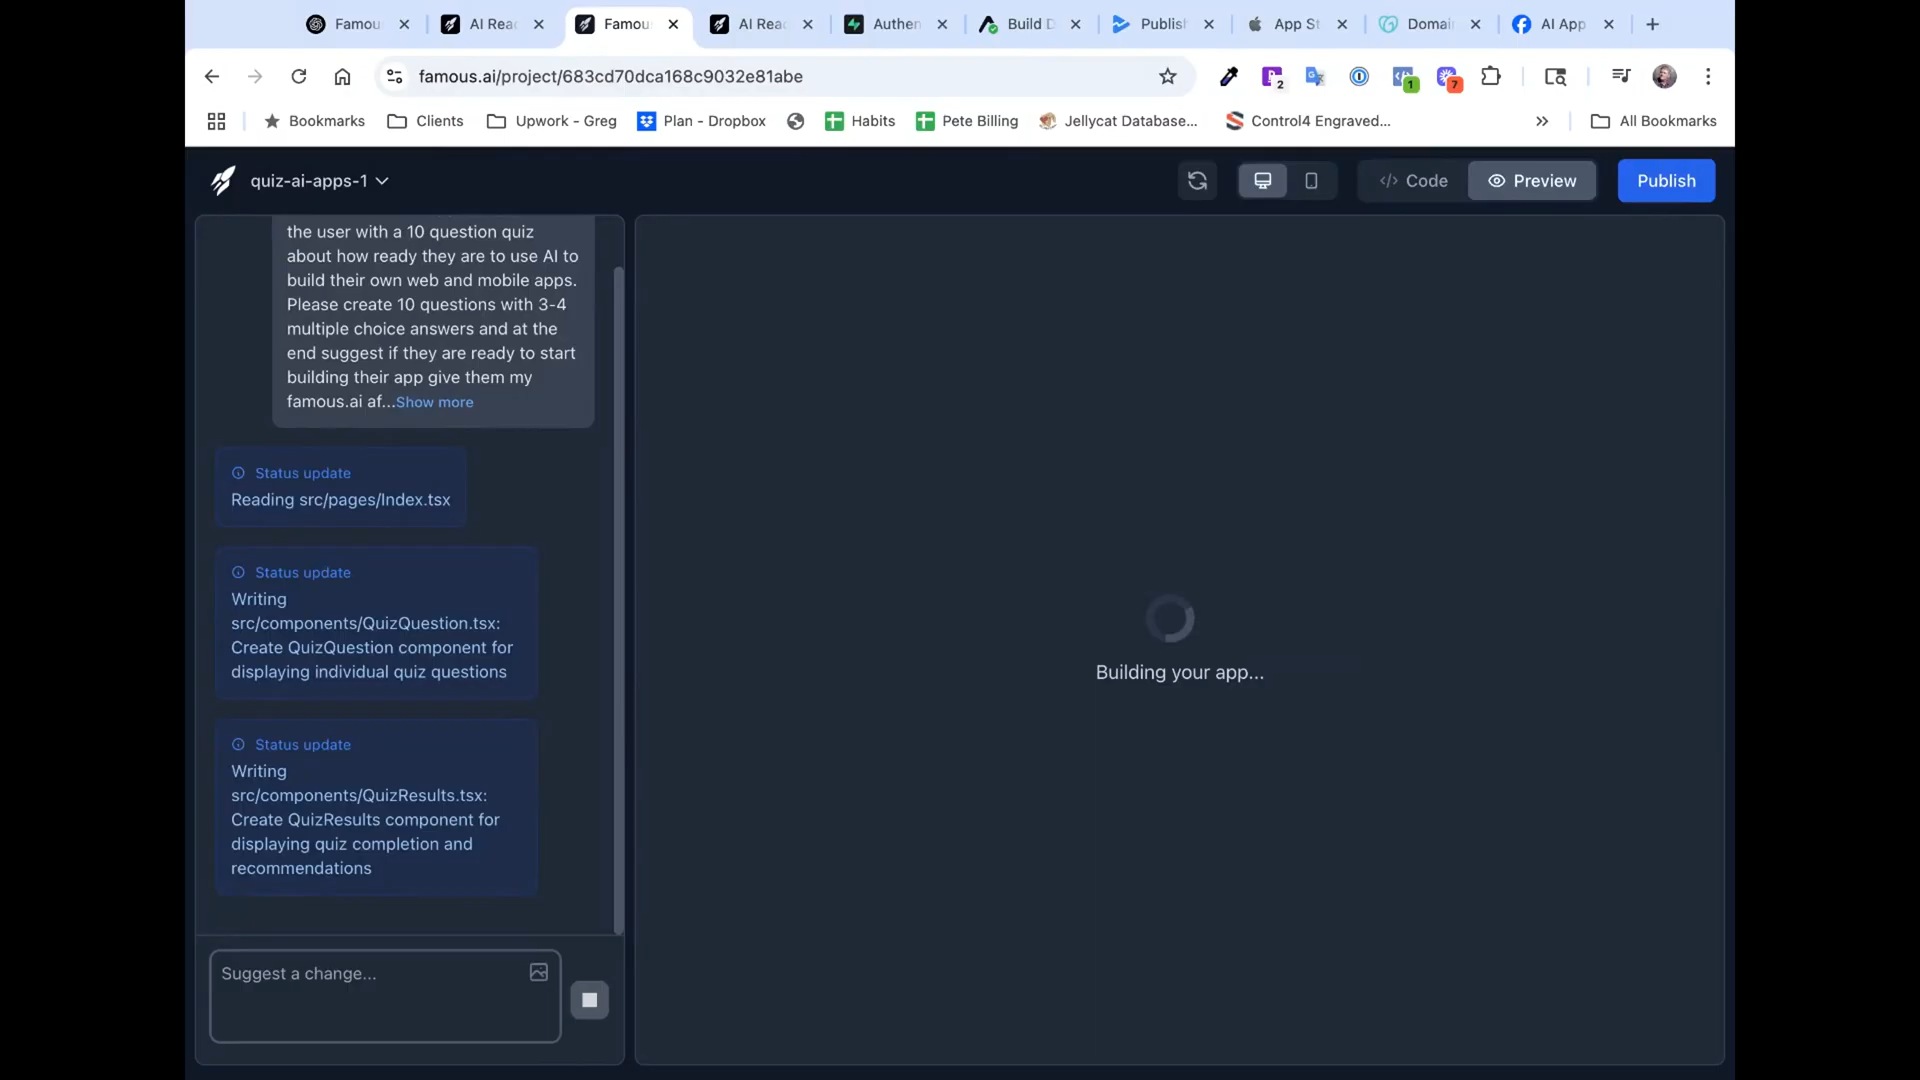 Famou
AI Rea
Famou
AI Rea
Authen
Build D
Publish
App St
Domai
AI App
famous.ai/project/683cd70dca168c9032e81abe
2
1
7
Bookmarks
Clients
Upwork - Greg
Plan - Dropbox
Habits
Pete Billing
Jellycat Database...
Control4 Engraved...
All Bookmarks
quiz-ai-apps-1
Code
Preview
Publish
the user with a 10 question quiz
about how ready they are to use AI to
build their own web and mobile apps.
Please create 10 questions with 3-4
multiple choice answers and at the
end suggest if they are ready to start
building their app give them my
famous.ai af...Show more
Status update
Reading src/pages/Index.tsx
Status update
Writing
src/components/QuizQuestion.tsx:
Create QuizQuestion component for
displaying individual quiz questions
Status update
Writing
src/components/QuizResults.tsx:
Create QuizResults component for
displaying quiz completion and
recommendations
Building your app...
Suggest a change...